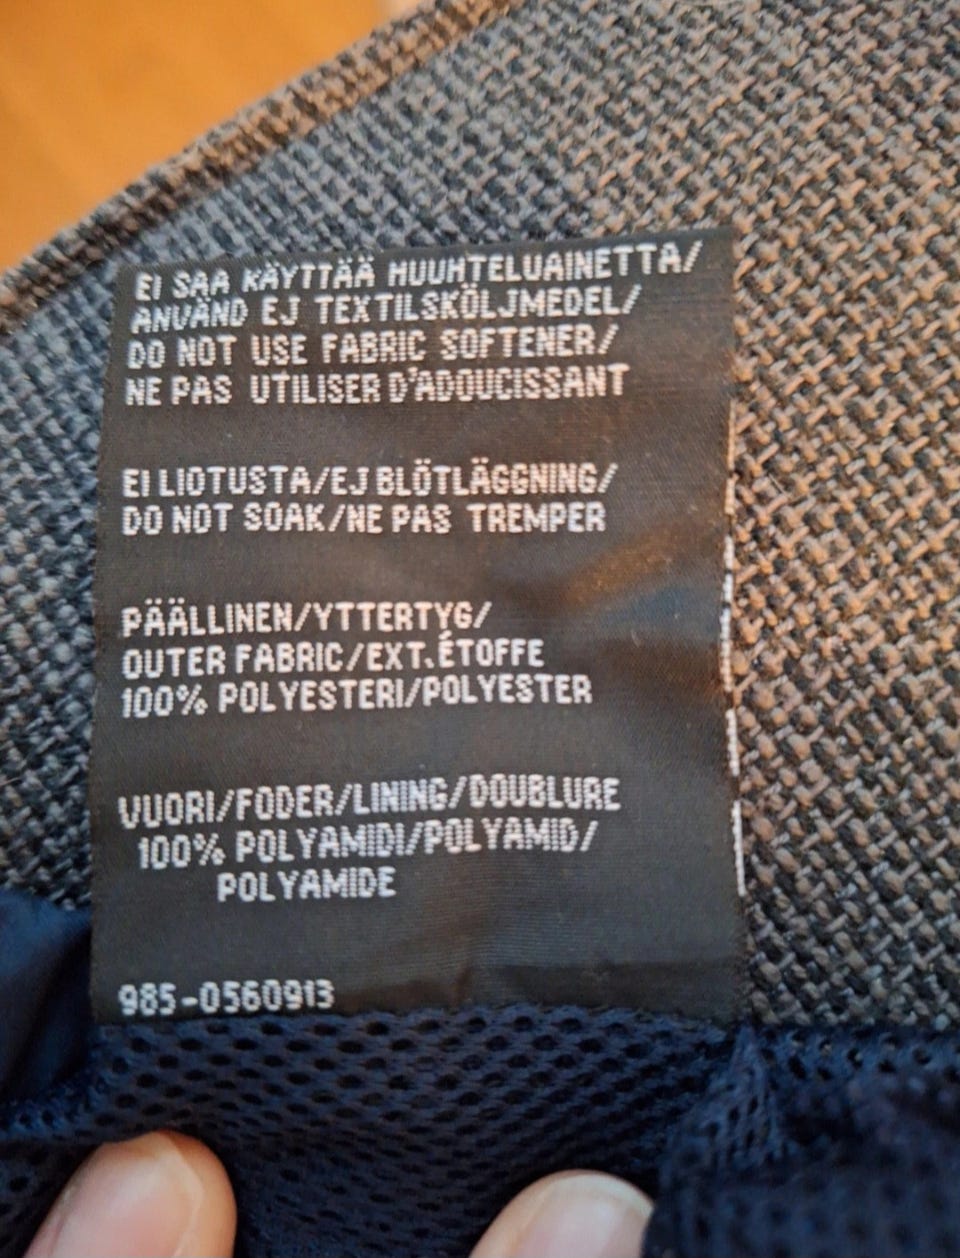 EI SAA KÄYTTÄÄ HUUHTELUAINETTA/
ANVÄND EJ TEXTILSKÖLJMEDEL/
DO NOT USE FABRIC SOFTENER/
NE PAS UTILISER D'ADOUCISSANT
EI LIOTUSTA/EJ BLÖTLÄGGNING/
DO NOT SOAK/NE PAS TREMPER
PÄÄLLINEN/YTTERTYG/
OUTER FABRIC/EXT.ÉTOFFE
100% POLYESTERI/POLYESTER
VUORI/FODER/LINING/DOUBLURE
100% POLYAMIDI/POLYAMID/
POLYAMIDE
985-0560913